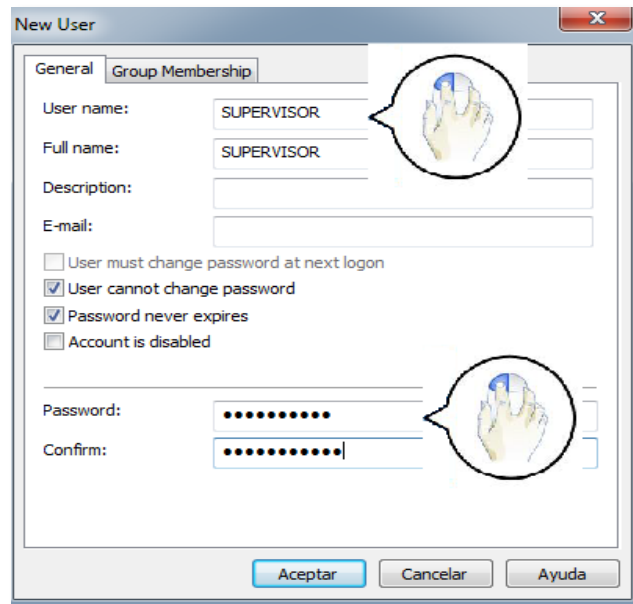 New User
General Group Membership
User name: SUPERVISOR
Full name: SUPERVISOR
Description:
E-mail:
User must change password at next logon
User cannot change password
Password never expires
Account is disabled
Password: ●●●●●●●●●●
Confirm: ●●●●●●●●●●●
Aceptar Cancelar Ayuda